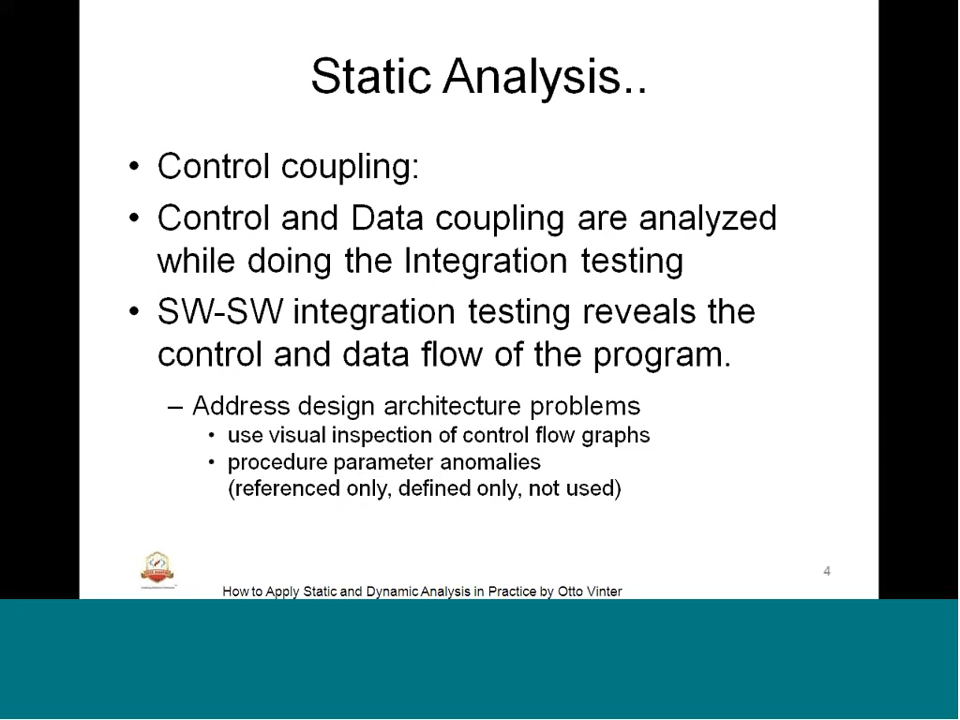 Static Analysis..
• Control coupling:
• Control and Data coupling are analyzed
while doing the Integration testing
• SW-SW integration testing reveals the
control and data flow of the program.
– Address design architecture problems
• use visual inspection of control flow graphs
• procedure parameter anomalies
(referenced only, defined only, not used)
4
How to Apply Static and Dynamic Analysis in Practice by Otto Vinter